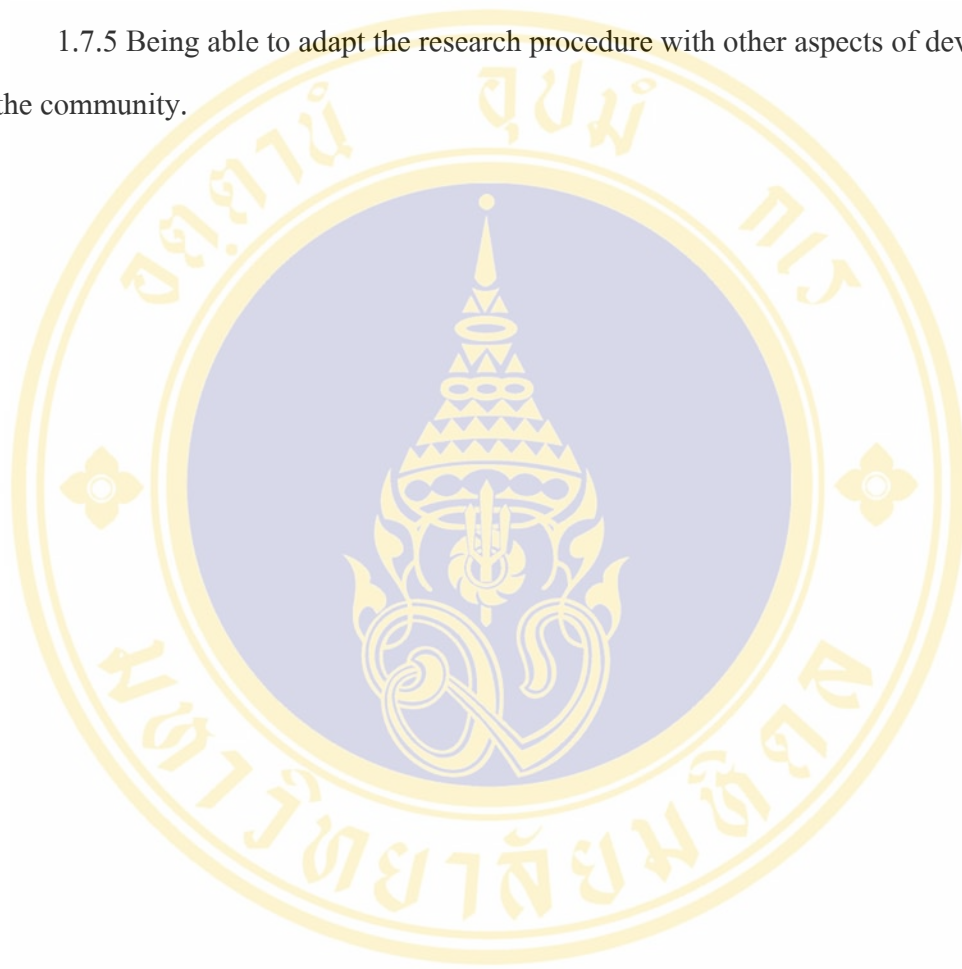 1.7.5 Being able to adapt the research procedure with other aspects of dev
the community.
อตฺตานํ อุปมํ กเร
มหาวิทยาลัยมหิดล